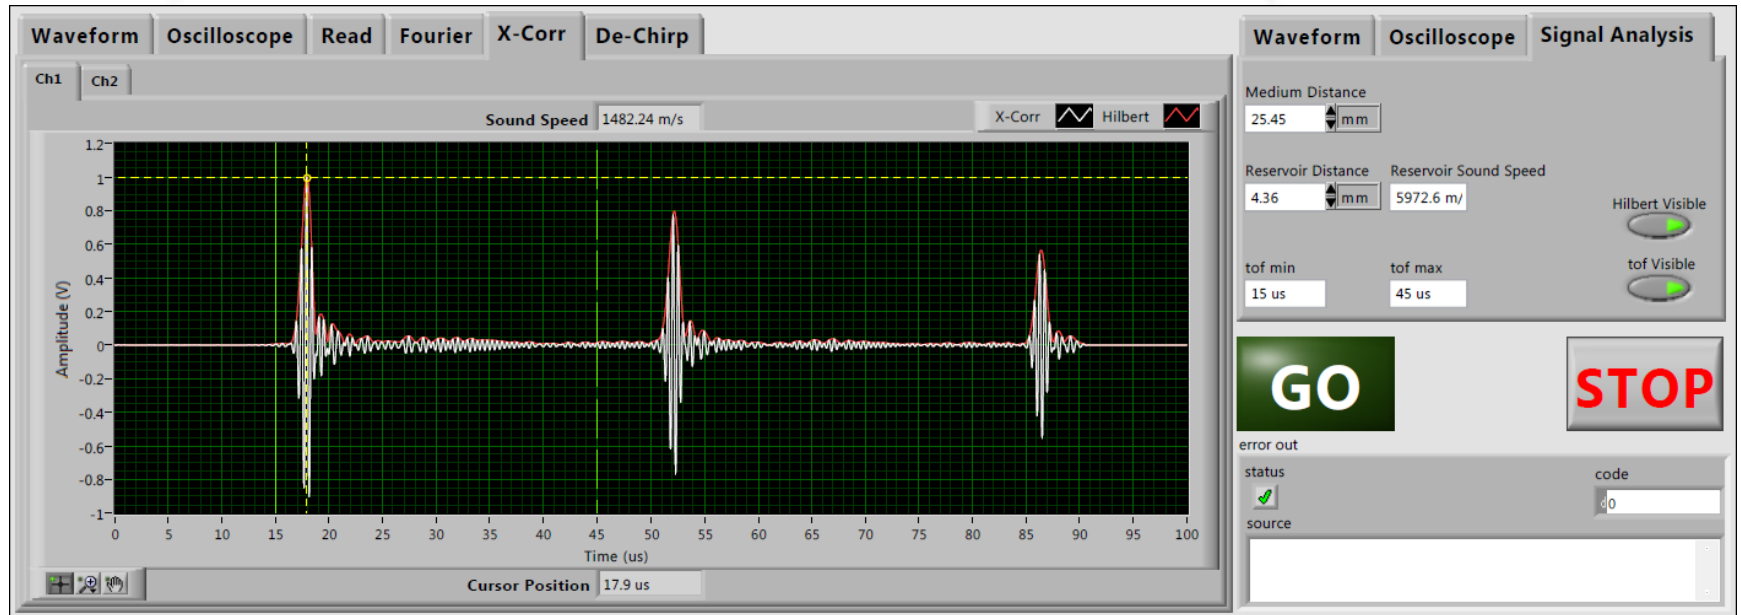 Waveform Oscilloscope Read Fourier X-Corr De-Chirp
Ch1 Ch2
Sound Speed 1482.24 m/s
X-Corr Hilbert
1.2
1
0.8
0.6
0.4
0.2
0
-0.2
-0.4
-0.6
-0.8
-1
Amplitude (V)
0 5 10 15 20 25 30 35 40 45 50 55 60 65 70 75 80 85 90 95 100
Time (us)
Cursor Position 17.9 us
Waveform Oscilloscope Signal Analysis
Medium Distance
25.45 mm
Reservoir Distance Reservoir Sound Speed
4.36 mm 5972.6 m/
Hilbert Visible
tof min tof max tof Visible
15 us 45 us
GO STOP
error out
status code
d0
source